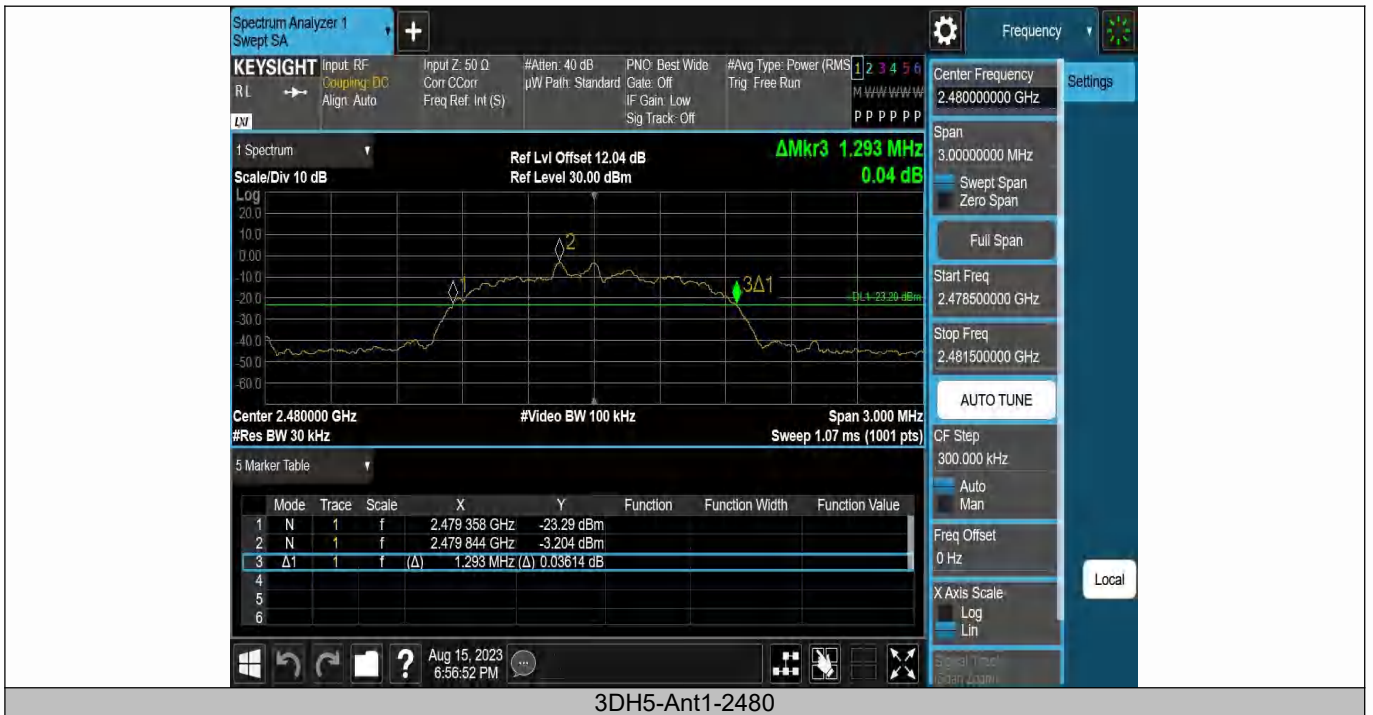 Spectrum Analyzer 1
Swept SA
+
Frequency
KEYSIGHT
Input: RF
Coupling: DC
Align: Auto
Input Z: 50 Ω
Corr CCorr
Freq Ref: Int (S)
#Atten: 40 dB
µW Path: Standard
PNO: Best Wide
Gate: Off
IF Gain: Low
Sig Track: Off
#Avg Type: Power (RMS
Trig: Free Run
1 2 3 4 5 6
M W W W W W
P P P P P P
R L
LXI
Center Frequency
2.480000000 GHz
Settings
Span
3.00000000 MHz
Swept Span
Zero Span
Full Span
Start Freq
2.478500000 GHz
Stop Freq
2.481500000 GHz
AUTO TUNE
CF Step
300.000 kHz
Auto
Man
Freq Offset
0 Hz
X Axis Scale
Log
Lin
Signal Track
(Span Zoom)
Local
1 Spectrum
Scale/Div 10 dB
Ref Lvl Offset 12.04 dB
Ref Level 30.00 dBm
ΔMkr3 1.293 MHz
0.04 dB
Log
20.0
10.0
0.00
-10.0
-20.0
-30.0
-40.0
-50.0
-60.0
1
2
3Δ1
DL1 -23.20 dBm
Center 2.480000 GHz
#Res BW 30 kHz
#Video BW 100 kHz
Span 3.000 MHz
Sweep 1.07 ms (1001 pts)
5 Marker Table
Mode Trace Scale X Y Function Function Width Function Value
1 N 1 f 2.479 358 GHz -23.29 dBm
2 N 1 f 2.479 844 GHz -3.204 dBm
3 Δ1 1 f (Δ) 1.293 MHz (Δ) 0.03614 dB
4
5
6
?
Aug 15, 2023
6:56:52 PM
3DH5-Ant1-2480